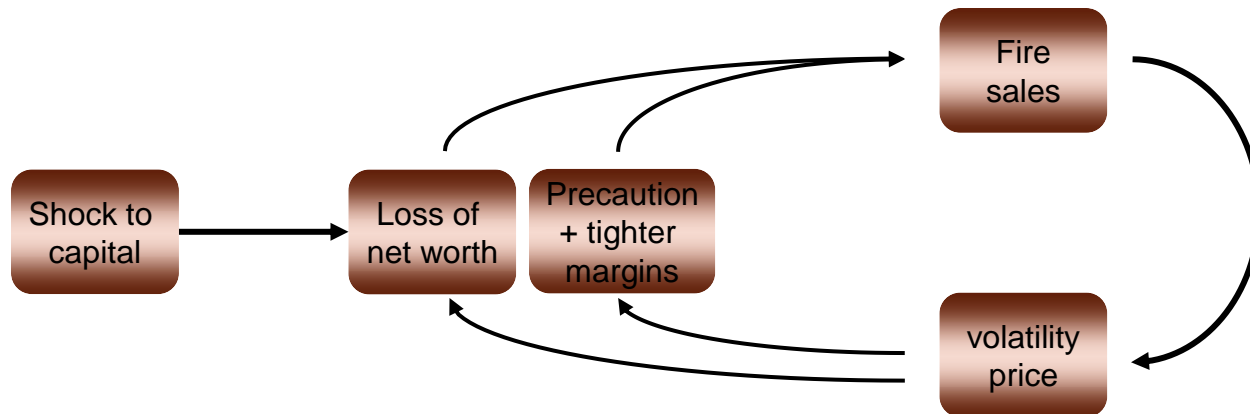 Shock to
capital
Loss of
net worth
Precaution
+ tighter
margins
Fire
sales
volatility
price